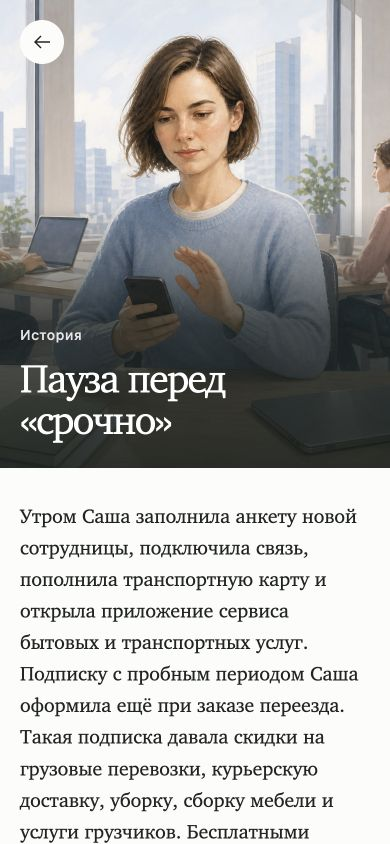 История
Пауза перед
«срочно»
Утром Саша заполнила анкету новой
сотрудницы, подключила связь,
пополнила транспортную карту и
открыла приложение сервиса
бытовых и транспортных услуг.
Подписку с пробным периодом Саша
оформила ещё при заказе переезда.
Такая подписка давала скидки на
грузовые перевозки, курьерскую
доставку, уборку, сборку мебели и
услуги грузчиков. Бесплатными